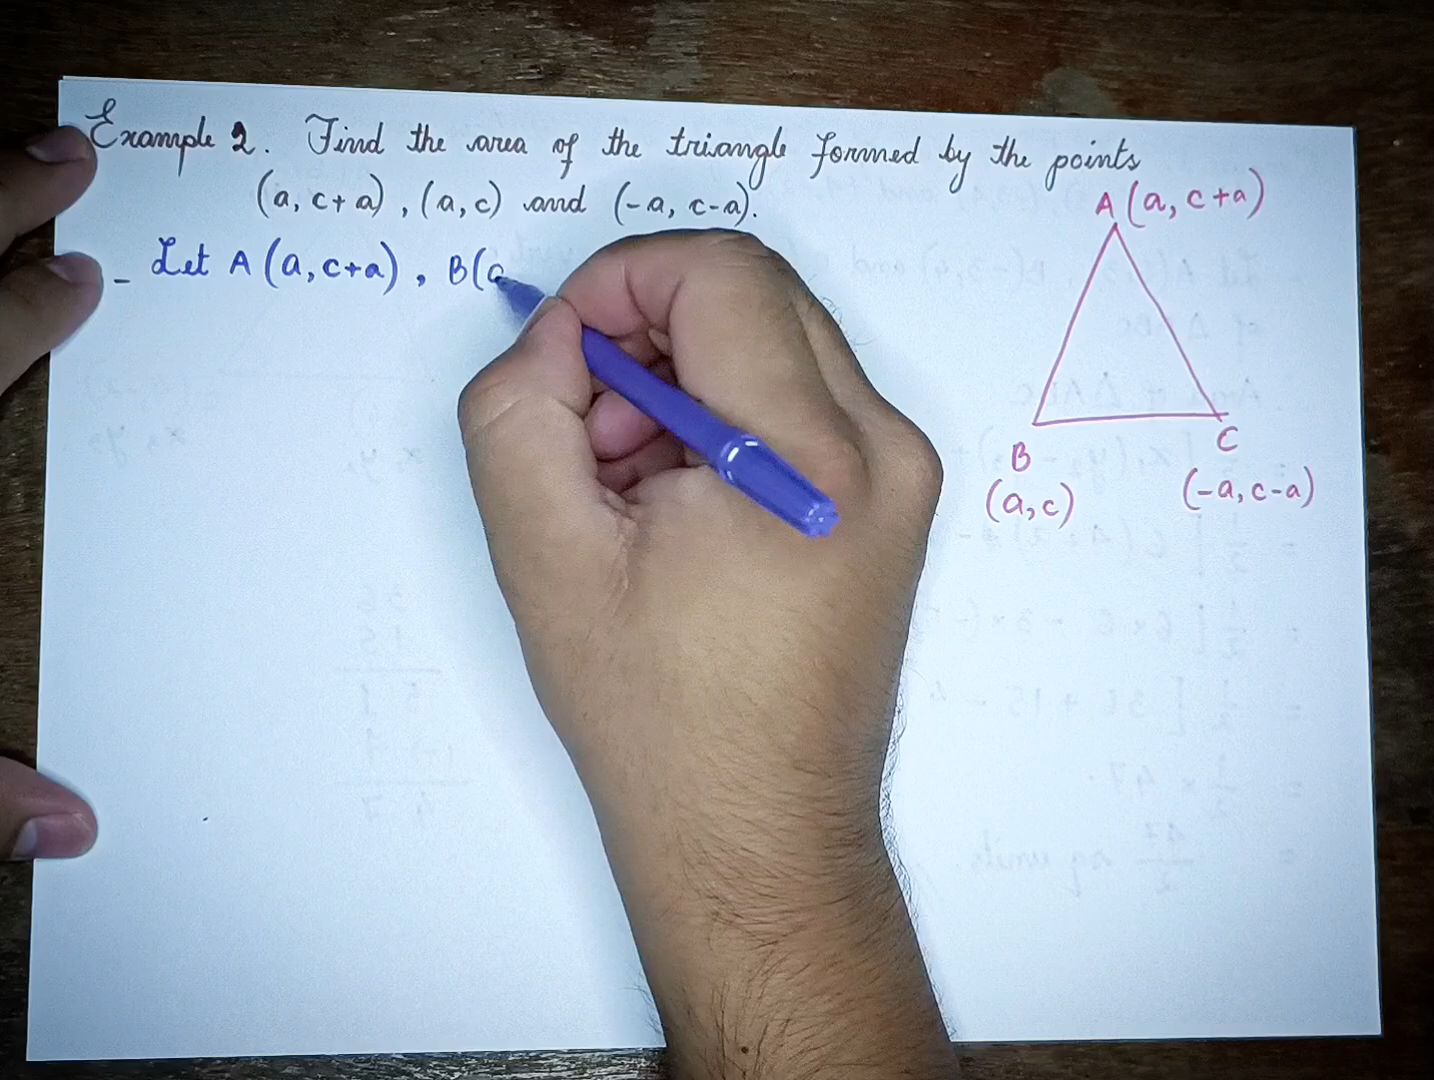 Example 2. Find the area of the triangle formed by the points
(a, c+a), (a, c) and (-a, c-a).
A (a, c+a)
- Let A (a, c+a), B(a
B
(a, c)
C
(-a, c-a)